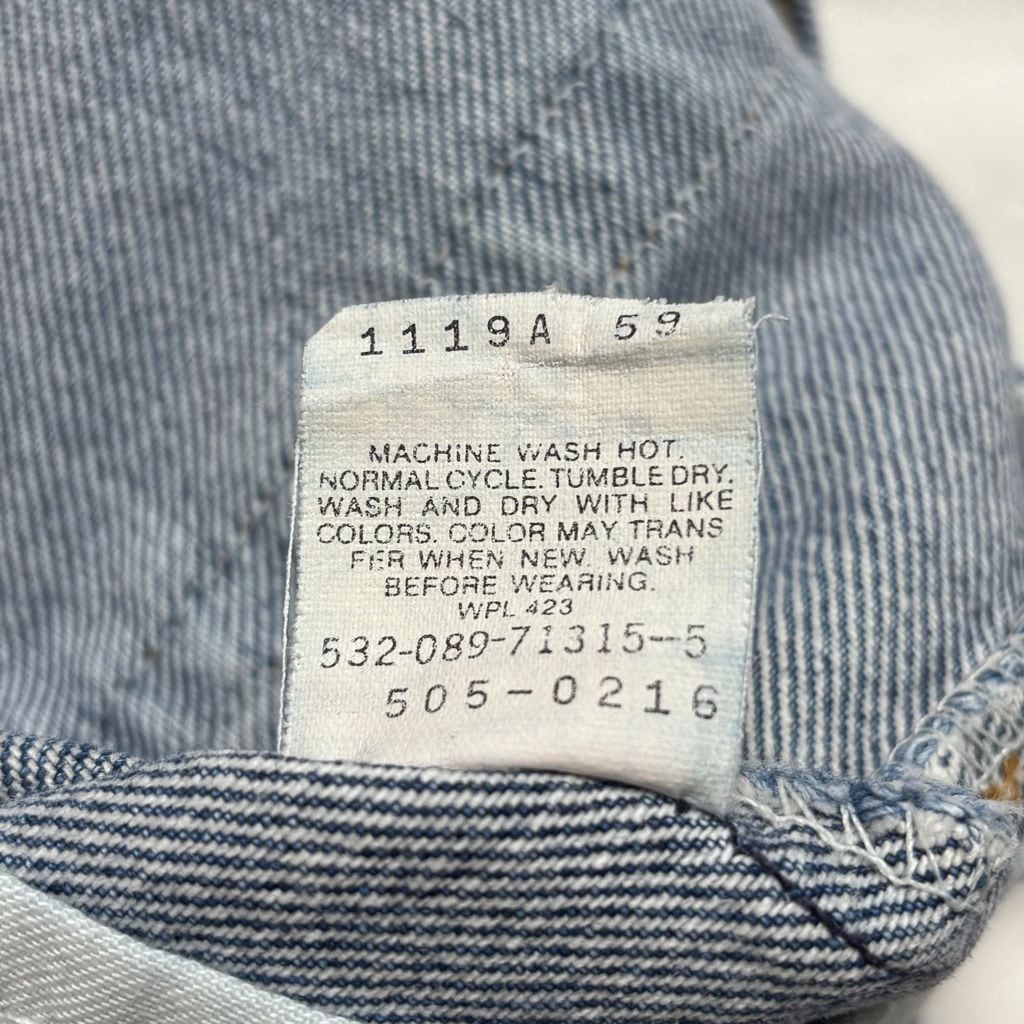 1119A 59
MACHINE WASH HOT.
NORMAL CYCLE. TUMBLE DRY.
WASH AND DRY WITH LIKE
COLORS. COLOR MAY TRANS
FER WHEN NEW. WASH
BEFORE WEARING.
WPL 423
532-089-71315--5
505-0216